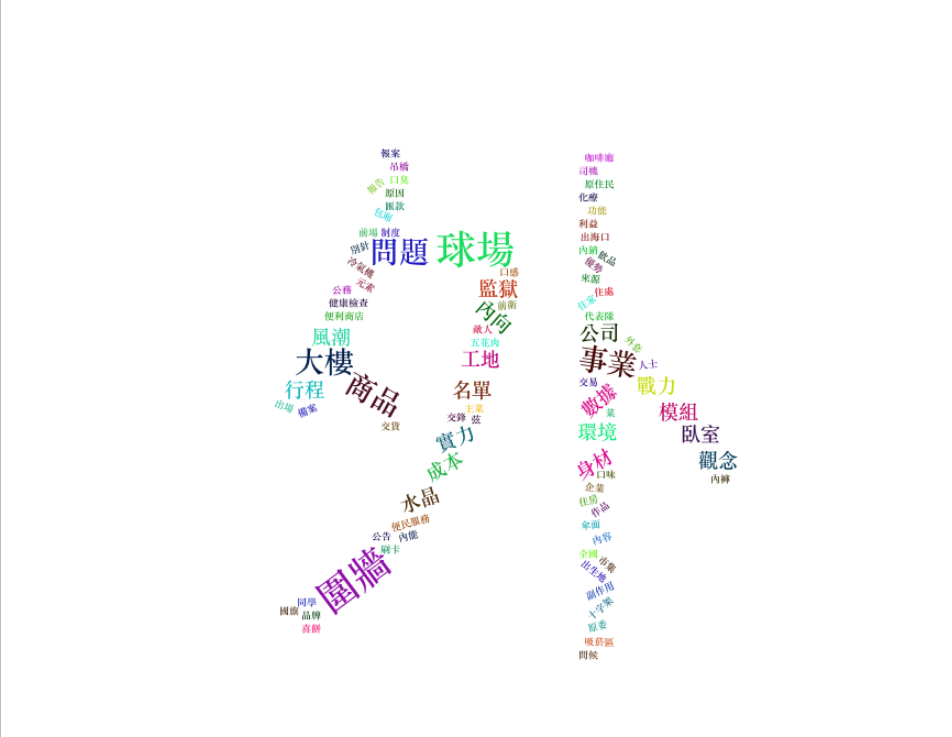 報案
吊橋
報告
口臭
原因
匯款
包廂
前場
制度
別針
問題
球場
冷氣機
元素
口感
監獄
公務
健康檢查
便利商店
前衛
內向
敵人
五花肉
風潮
大樓
工地
行程
商品
名單
出場
備案
主菜
交鋒
弦
交貨
實力
成本
水晶
便民服務
公告
內能
刷卡
圍牆
同學
國旗
品牌
喜餅
咖啡廳
司機
原住民
化療
功能
利益
出海口
內銷
飲品
優勢
來源
住處
住家
代表隊
公司
外套
事業
人士
交易
戰力
數據
菜
模組
環境
臥室
身材
觀念
口味
內褲
企業
住房
作品
傘面
內容
全國
市集
出生地
副作用
十字架
原委
吸菸區
問候